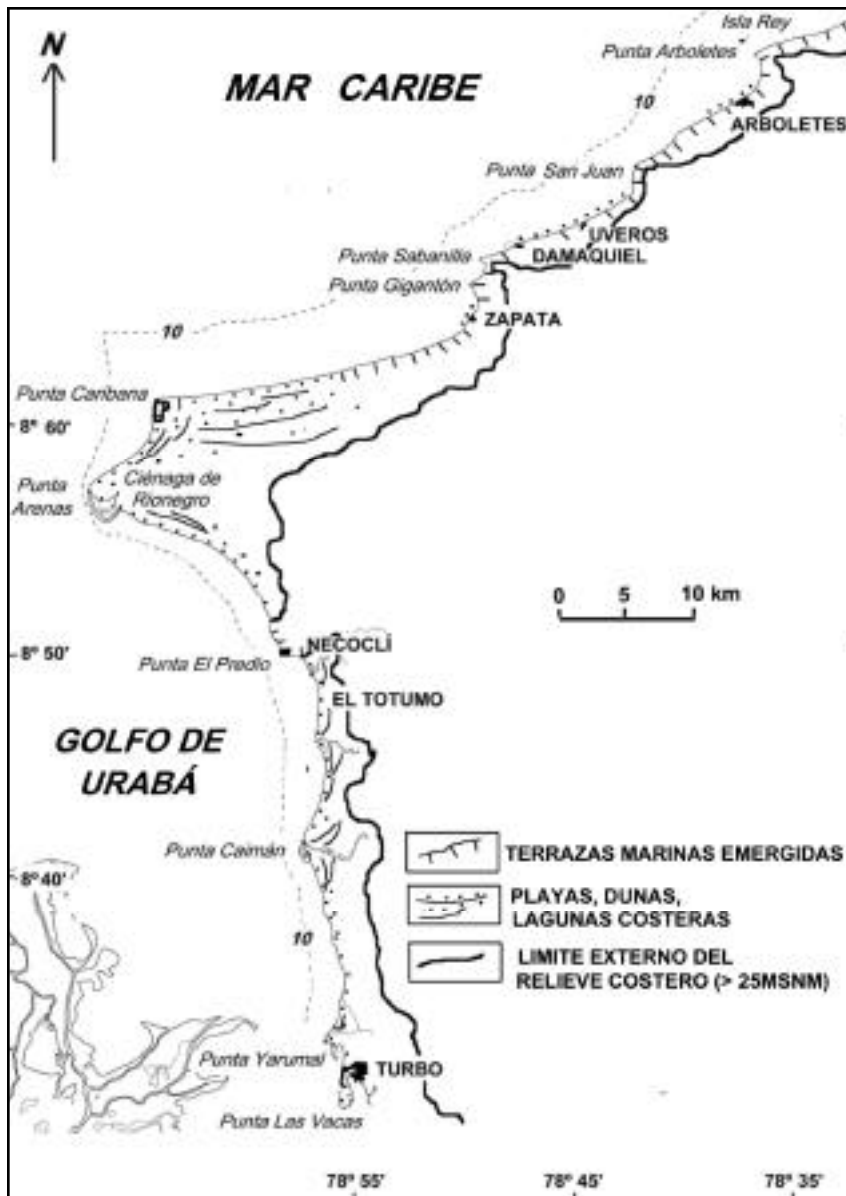 Isla Rey
N
Punta Arboletes
MAR CARIBE
10
ARBOLETES
Punta San Juan
UVEROS
Punta Sabanilla
DAMAQUIEL
Punta Gigantón
ZAPATA
10
Punta Caribana
8° 60'
Punta
Arenas
Ciénaga de
Rionegro
0 5 10 km
NECOCLÍ
8° 50'
Punta El Predio
EL TOTUMO
GOLFO DE
URABÁ
Punta Caimán
TERRAZAS MARINAS EMERGIDAS
8° 40'
PLAYAS, DUNAS,
LAGUNAS COSTERAS
10
LIMITE EXTERNO DEL
RELIEVE COSTERO (> 25MSNM)
Punta Yarumal
TURBO
Punta Las Vacas
78° 55' 78° 45' 78° 35'